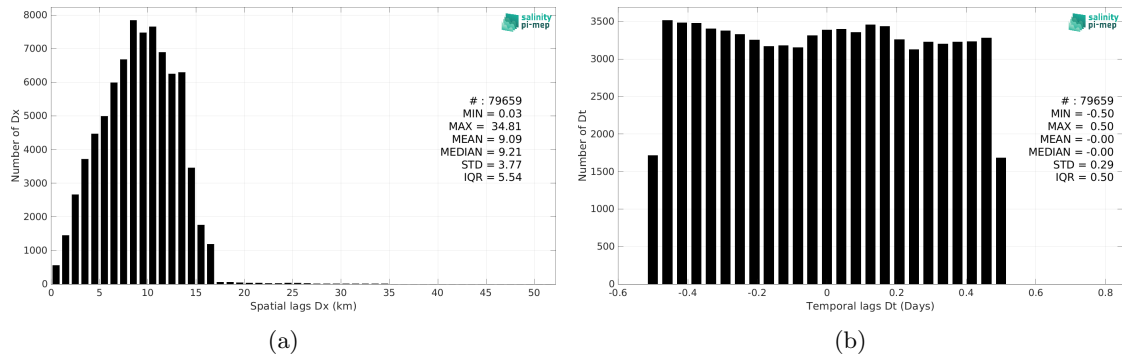 8000
7000
6000
5000
4000
3000
2000
1000
0
Number of Dx
salinity
pi-mep
# : 79659
MIN = 0.03
MAX = 34.81
MEAN = 9.09
MEDIAN = 9.21
STD = 3.77
IQR = 5.54
0 5 10 15 20 25 30 35 40 45 50
Spatial lags Dx (km)
(a)
3500
3000
2500
2000
1500
1000
500
0
Number of Dt
salinity
pi-mep
# : 79659
MIN = -0.50
MAX = 0.50
MEAN = -0.00
MEDIAN = -0.00
STD = 0.29
IQR = 0.50
-0.6 -0.4 -0.2 0 0.2 0.4 0.6 0.8
Temporal lags Dt (Days)
(b)